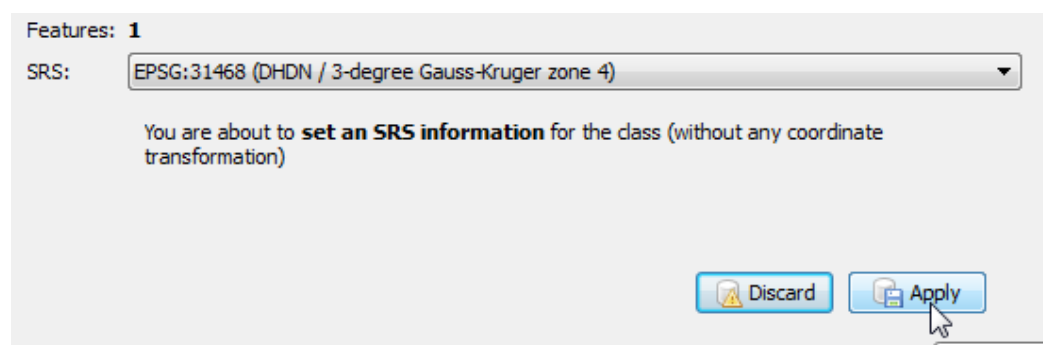 Features: 1
SRS: EPSG:31468 (DHDN / 3-degree Gauss-Kruger zone 4)
You are about to set an SRS information for the class (without any coordinate
transformation)
Discard Apply